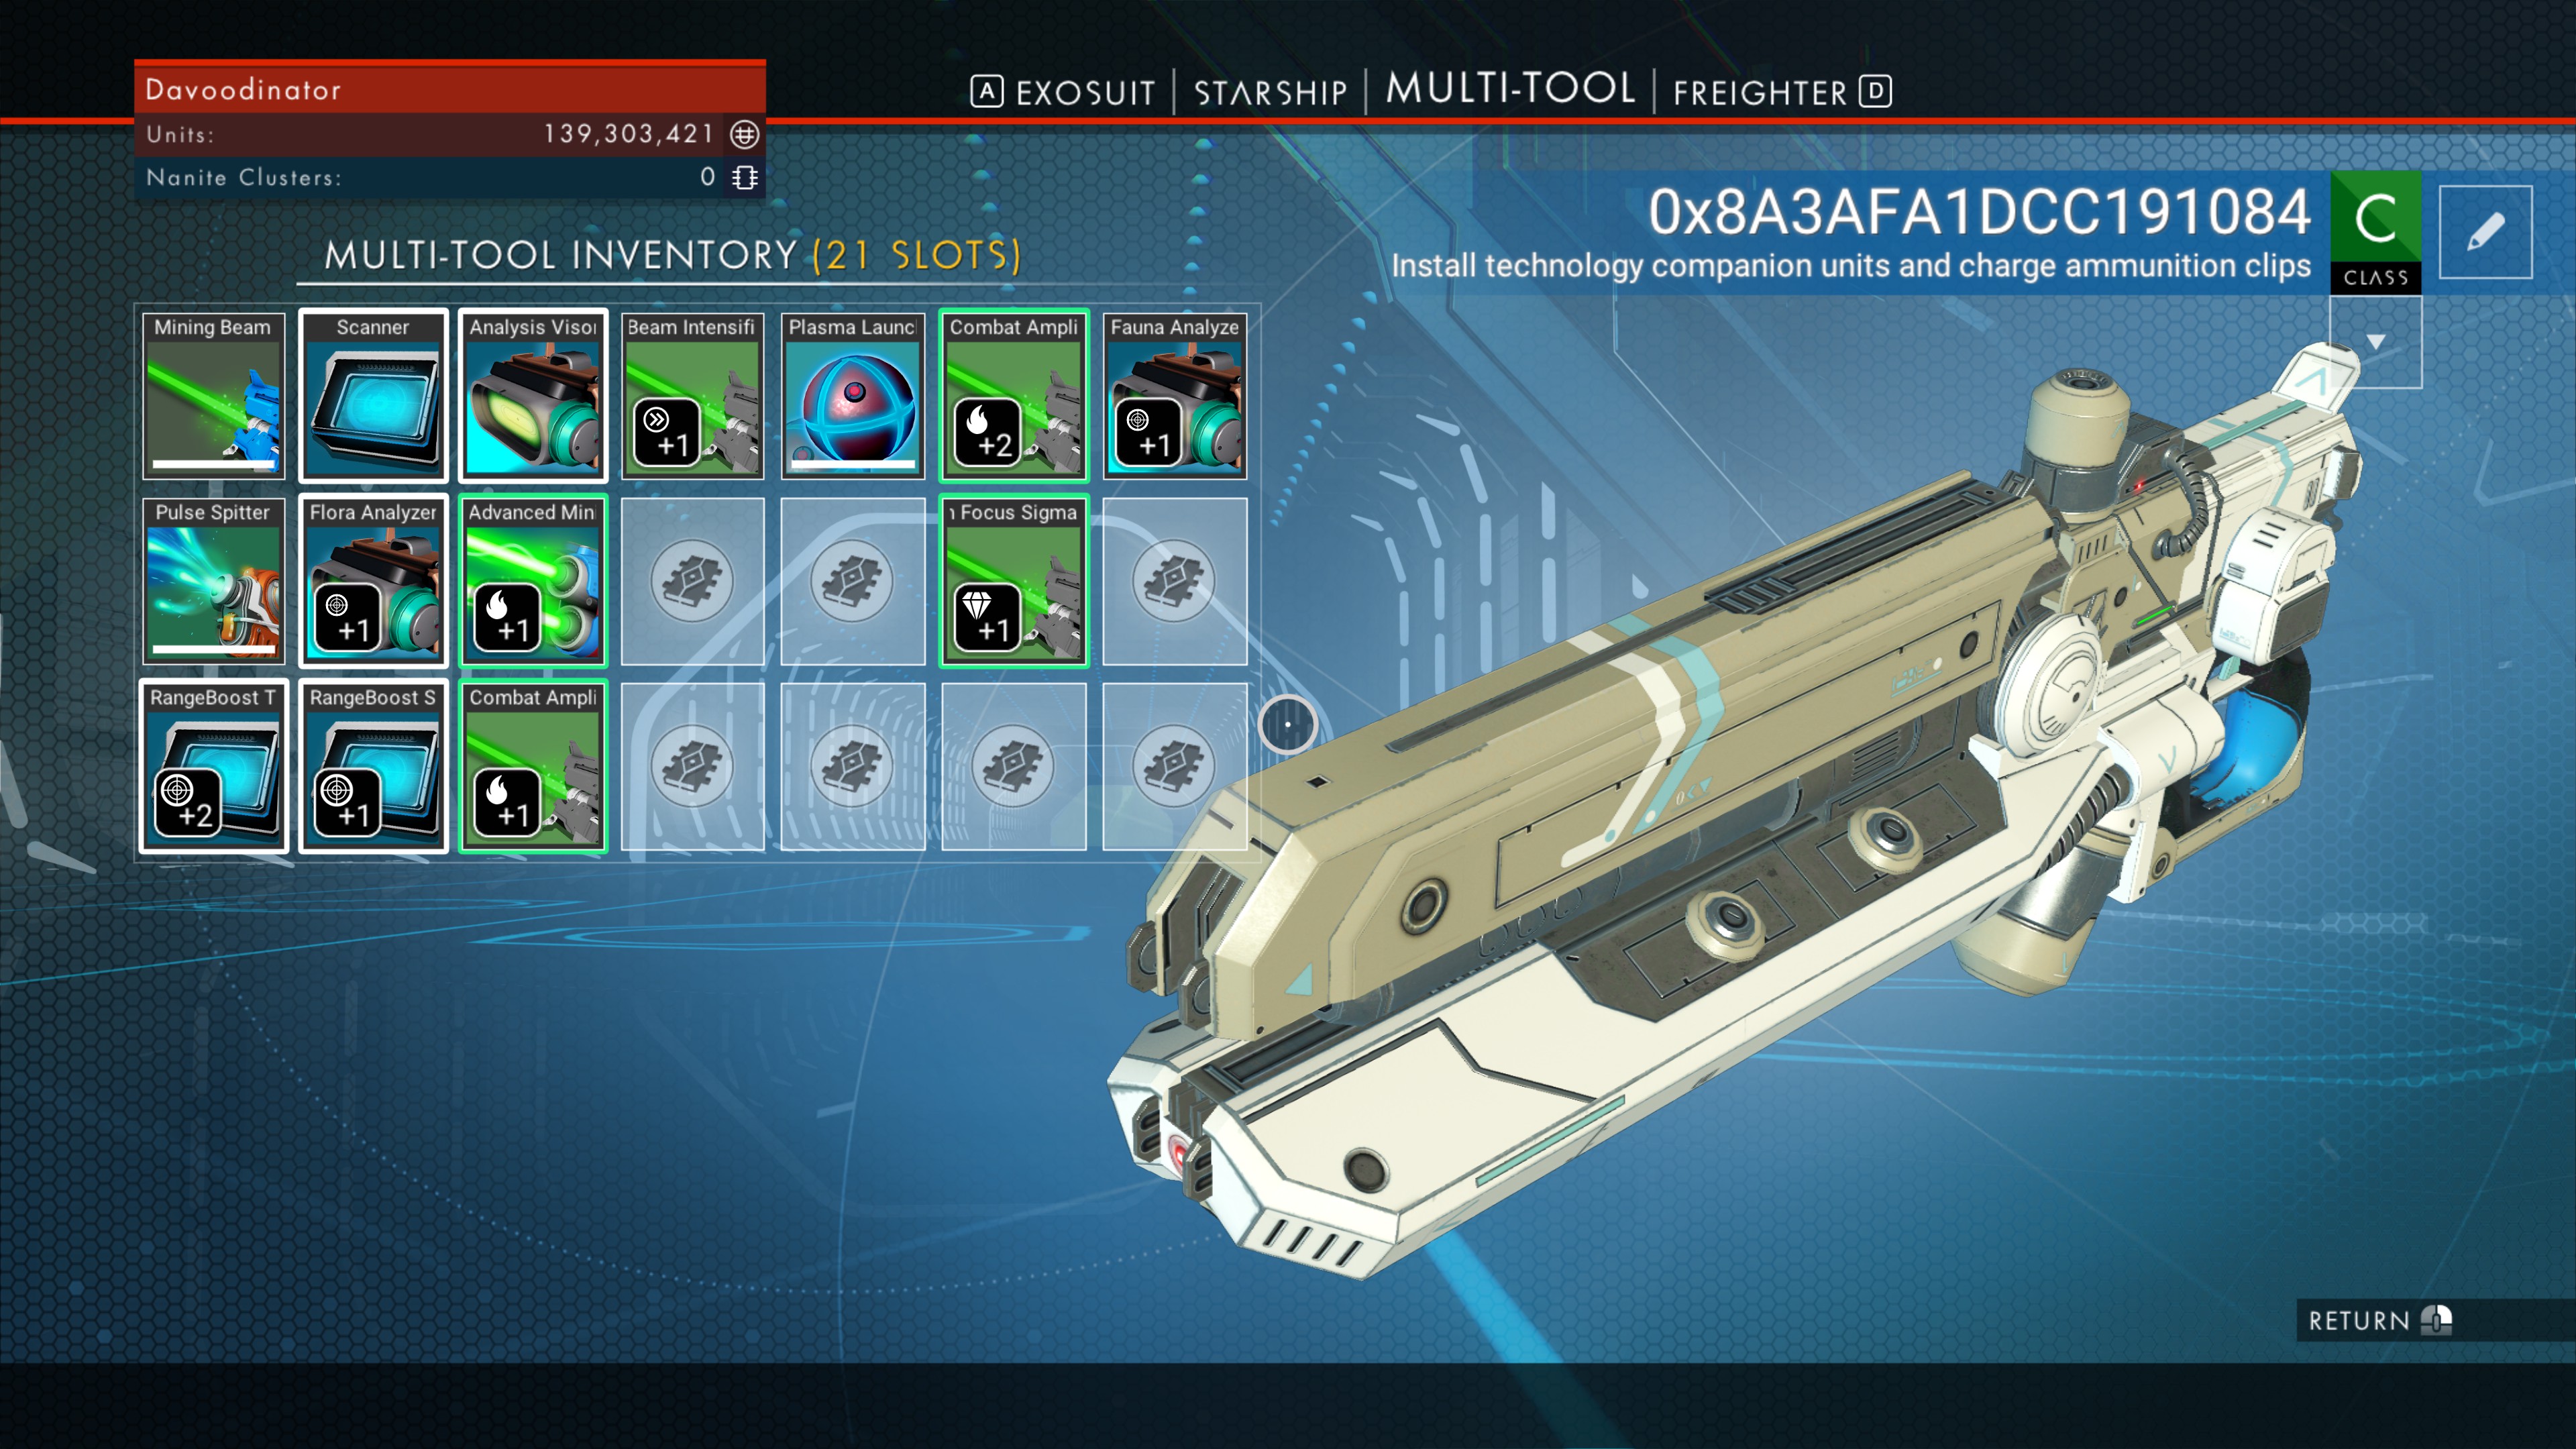 Davoodinator
Units: 139,303,421
Nanite Clusters: 0
A EXOSUIT STARSHIP MULTI-TOOL FREIGHTER D
0x8A3AFA1DCC191084
Install technology companion units and charge ammunition clips
C
CLASS
MULTI-TOOL INVENTORY (21 SLOTS)
Mining Beam Scanner Analysis Visor Beam Intensifi Plasma Launc Combat Ampli Fauna Analyze
+1 +2 +1
Pulse Spitter Flora Analyzer Advanced Min Focus Sigma
+1 +1 +1
RangeBoost T RangeBoost S Combat Ampli
+2 +1 +1
RETURN